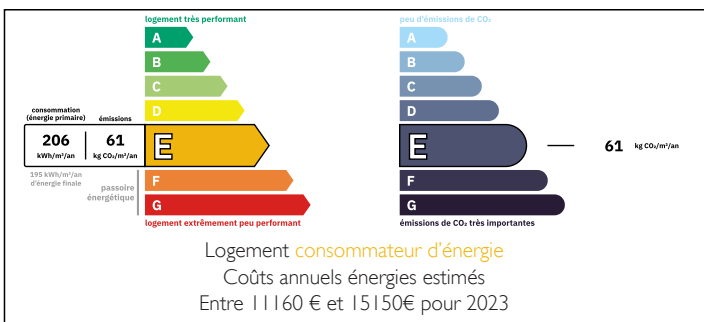 logement très performant
A
B
C
D
consommation
(énergie primaire)
émissions
206
61
kWh/m²/an
kg CO₂/m²/an
E
195 kWh/m²/an
d'énergie finale
passoire
énergétique
F
G
logement extrêmement peu performant
peu d'émissions de CO₂
A
B
C
D
E
61 kg CO₂/m²/an
F
G
émissions de CO₂ très importantes
Logement consommateur d'énergie
Coûts annuels énergies estimés
Entre 11160 € et 15150€ pour 2023